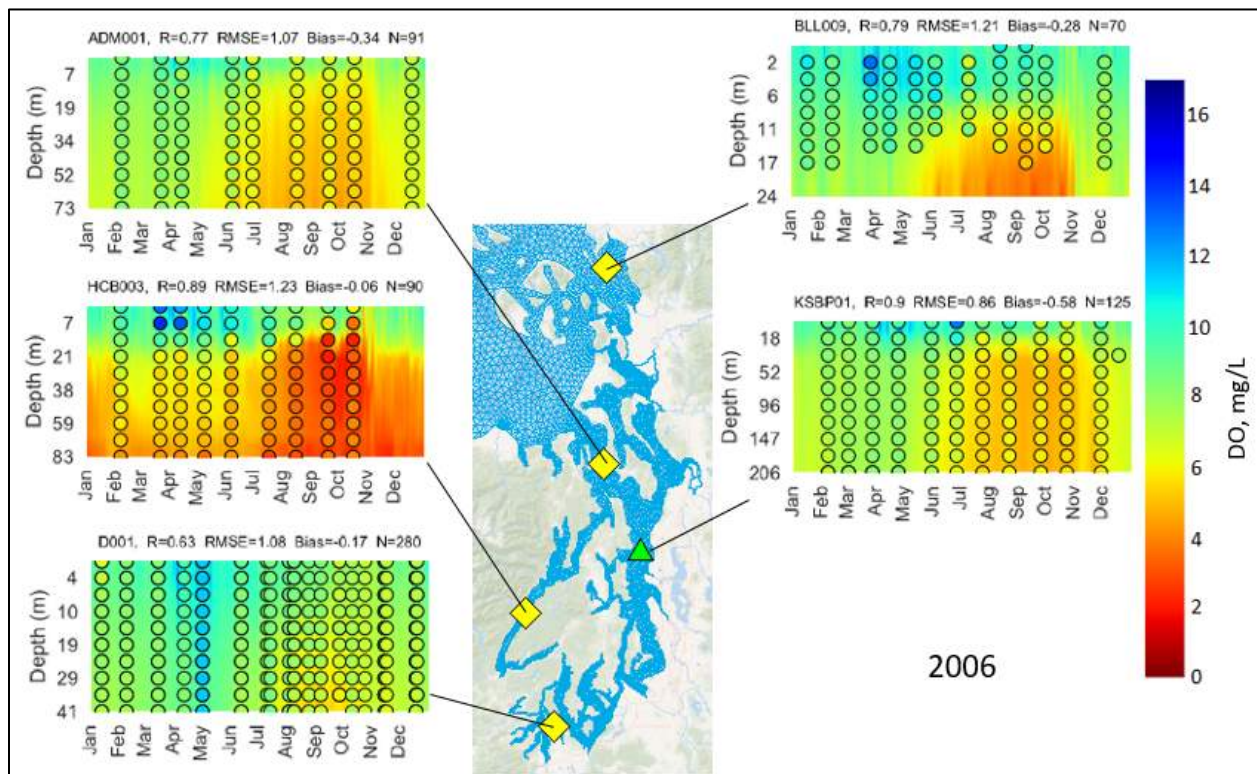 ADM001, R=0.77 RMSE=1.07 Bias=-0.34 N=91
Depth (m)
7
19
34
52
73
Jan Feb Mar Apr May Jun Jul Aug Sep Oct Nov Dec
HCB003, R=0.89 RMSE=1.23 Bias=-0.06 N=90
Depth (m)
7
21
38
59
83
Jan Feb Mar Apr May Jun Jul Aug Sep Oct Nov Dec
D001, R=0.63 RMSE=1.08 Bias=-0.17 N=280
Depth (m)
4
10
19
29
41
Jan Feb Mar Apr May Jun Jul Aug Sep Oct Nov Dec
BLL009, R=0.79 RMSE=1.21 Bias=-0.28 N=70
Depth (m)
2
6
11
17
24
Jan Feb Mar Apr May Jun Jul Aug Sep Oct Nov Dec
KSBP01, R=0.9 RMSE=0.86 Bias=-0.58 N=125
Depth (m)
18
52
96
147
206
Jan Feb Mar Apr May Jun Jul Aug Sep Oct Nov Dec
2006
16
14
12
10
8
6
4
2
0
DO, mg/L